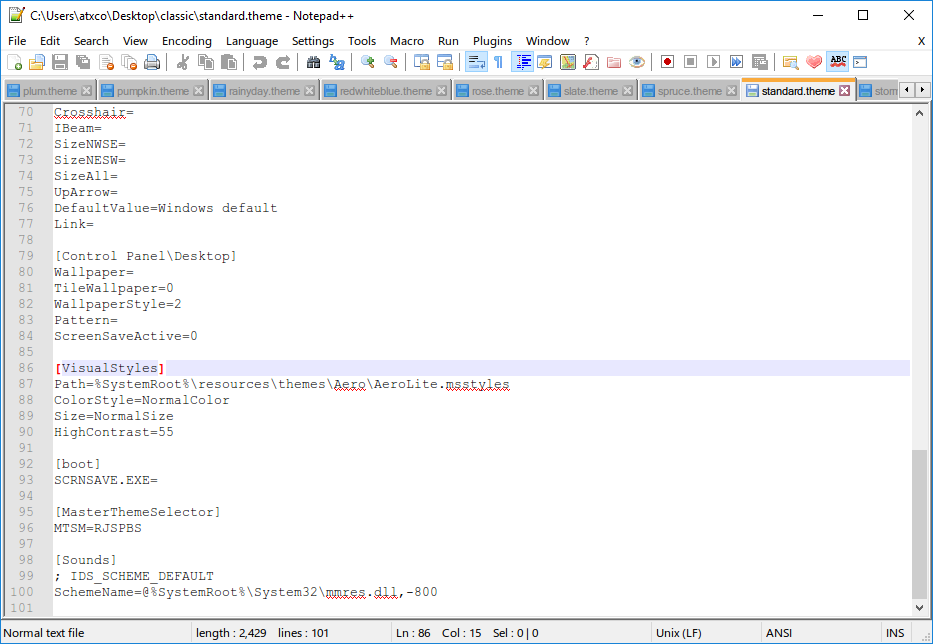 C:\Users\atxco\Desktop\classic\standard.theme - Notepad++
File Edit Search View Encoding Language Settings Tools Macro Run Plugins Window ? X
ABC
plum.theme pumpkin.theme rainyday.theme redwhiteblue.theme rose.theme slate.theme spruce.theme standard.theme stom
70 Crosshair=
71 IBeam=
72 SizeNWSE=
73 SizeNESW=
74 SizeAll=
75 UpArrow=
76 DefaultValue=Windows default
77 Link=
78
79 [Control Panel\Desktop]
80 Wallpaper=
81 TileWallpaper=0
82 WallpaperStyle=2
83 Pattern=
84 ScreenSaveActive=0
85
86 [VisualStyles]
87 Path=%SystemRoot%\resources\themes\Aero\AeroLite.msstyles
88 ColorStyle=NormalColor
89 Size=NormalSize
90 HighContrast=55
91
92 [boot]
93 SCRNSAVE.EXE=
94
95 [MasterThemeSelector]
96 MTSM=RJSPBS
97
98 [Sounds]
99 ; IDS_SCHEME_DEFAULT
100 SchemeName=@%SystemRoot%\System32\mmres.dll,-800
101
Normal text file length : 2,429 lines : 101 Ln : 86 Col : 15 Sel : 0 | 0 Unix (LF) ANSI INS